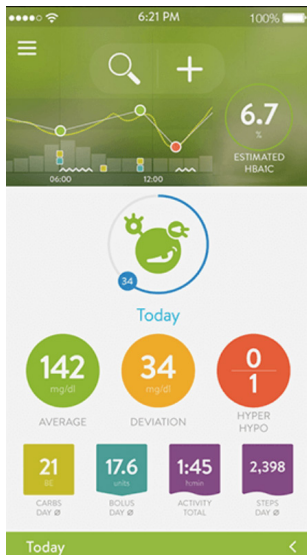 6:21 PM
100%
6.7
%
ESTIMATED
HBA1C
06:00
12:00
34
Today
142
mg/dl
AVERAGE
34
mg/dl
DEVIATION
0
1
HYPER
HYPO
21
BE
CARBS
DAY Ø
17.6
units
BOLUS
DAY Ø
1:45
h:min
ACTIVITY
TOTAL
2,398
STEPS
DAY Ø
Today